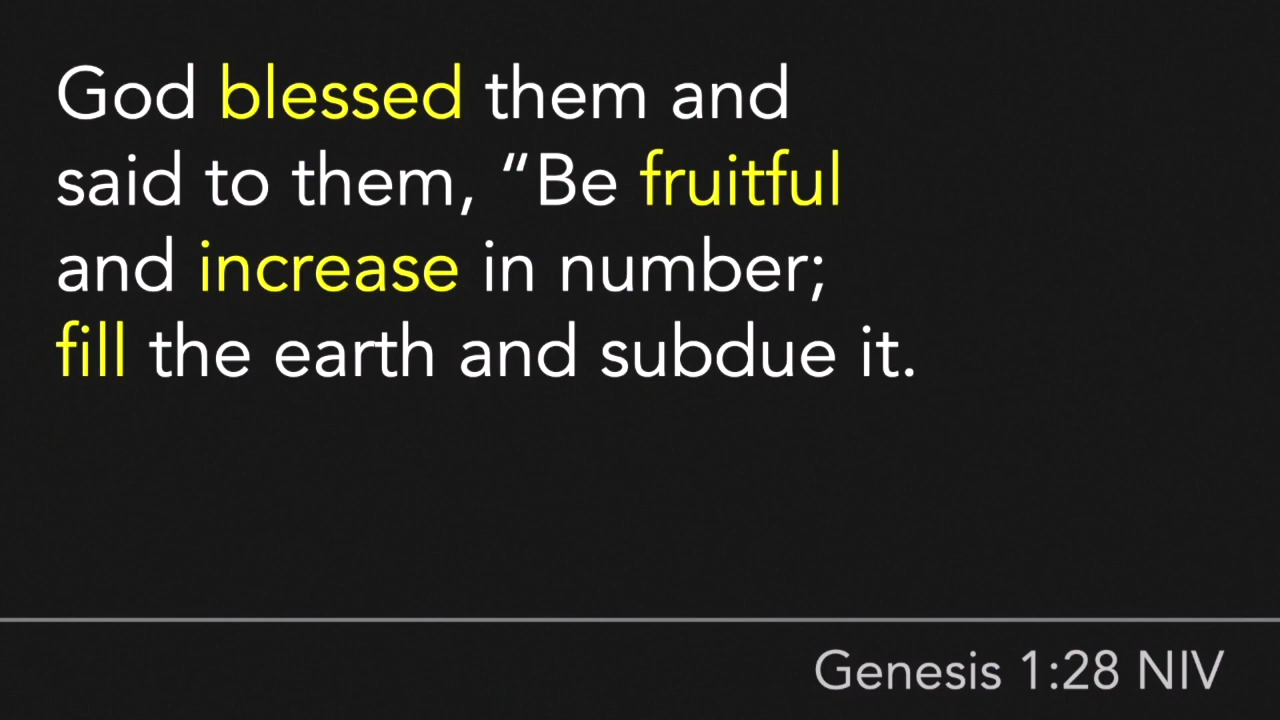 God blessed them and
said to them, “Be fruitful
and increase in number;
fill the earth and subdue it.
Genesis 1:28 NIV